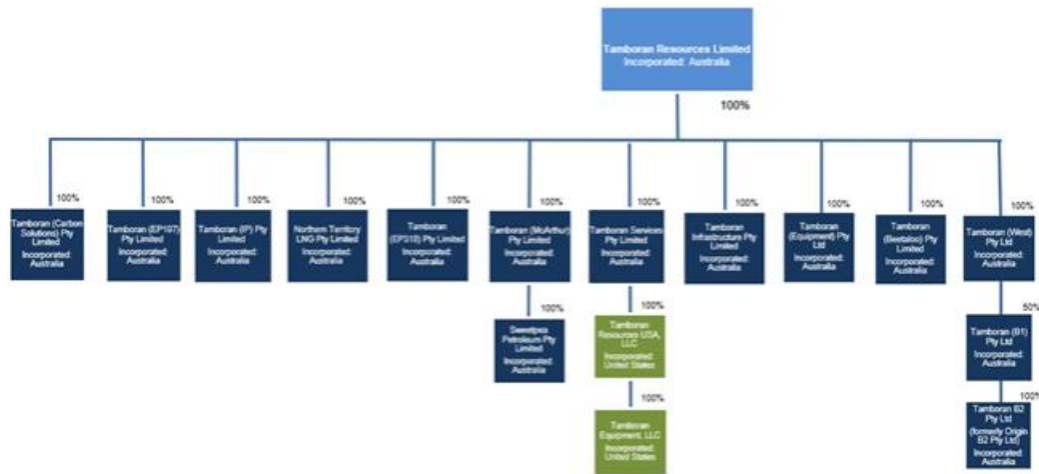 Tamboran Resources Limited
Incorporated: Australia
100%
100%
Tamboran (Carbon
Solutions) Pty
Limited
Incorporated:
Australia
100%
Tamboran (EP197)
Pty Limited
Incorporated:
Australia
100%
Tamboran (IP) Pty
Limited
Incorporated:
Australia
100%
Northern Territory
LNG Pty Limited
Incorporated:
Australia
100%
Tamboran
(EP318) Pty Limited
Incorporated:
Australia
100%
Tamboran (McArthur)
Pty Limited
Incorporated:
Australia
100%
Tamboran Services
Pty Limited
Incorporated:
Australia
100%
Tamboran
Infrastructure Pty
Limited
Incorporated:
Australia
100%
Tamboran
(Equipment) Pty
Ltd
Incorporated:
Australia
100%
Tamboran
(Beetaloo) Pty
Limited
Incorporated:
Australia
100%
Tamboran (West)
Pty Ltd
Incorporated:
Australia
100%
Sweetpea
Petroleum Pty
Limited
Incorporated:
Australia
100%
Tamboran
Resources USA,
LLC
Incorporated:
United States
50%
Tamboran (B1)
Pty Ltd
Incorporated:
Australia
100%
Tamboran
Equipment, LLC
Incorporated:
United States
100%
Tamboran B2
Pty Ltd
(formerly Origin
B2 Pty Ltd)
Incorporated:
Australia